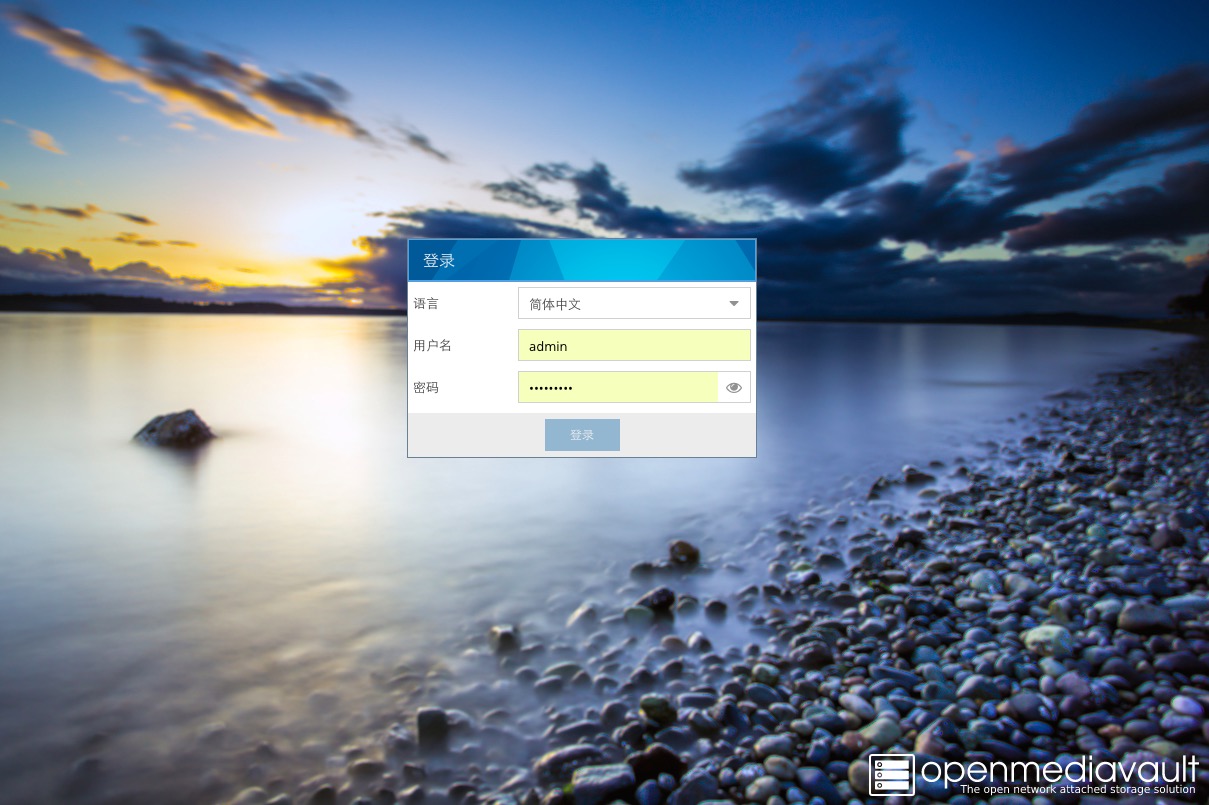 登录
语言
简体中文
用户名
admin
密码
•••••••••
登录
openmediavault
The open network attached storage solution